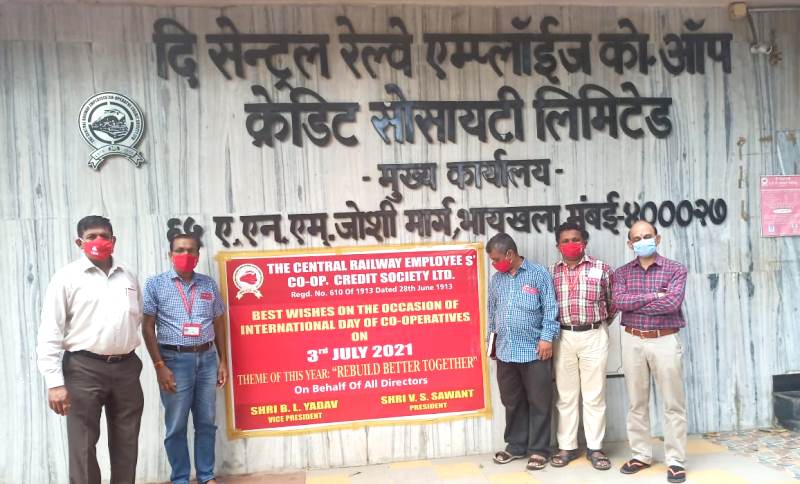 दि सेन्ट्रल रेल्वे एम्प्लॉईज को-ऑप
क्रेडिट सोसायटी लिमिटेड
- मुख्य कार्यालय -
६५ ए.एन.एम.जोशी मार्ग,भायखला,मुंबई-४०००२७
THE CENTRAL RAILWAY EMPLOYEE S'
CO-OP. CREDIT SOCIETY LTD.
Regd. No. 610 Of 1913 Dated 28th June 1913
BEST WISHES ON THE OCCASION OF
INTERNATIONAL DAY OF CO-OPERATIVES
ON
3rd JULY 2021
THEME OF THIS YEAR: "REBUILD BETTER TOGETHER"
On Behalf Of All Directors
SHRI B. L. YADAV
VICE PRESIDENT
SHRI V. S. SAWANT
PRESIDENT